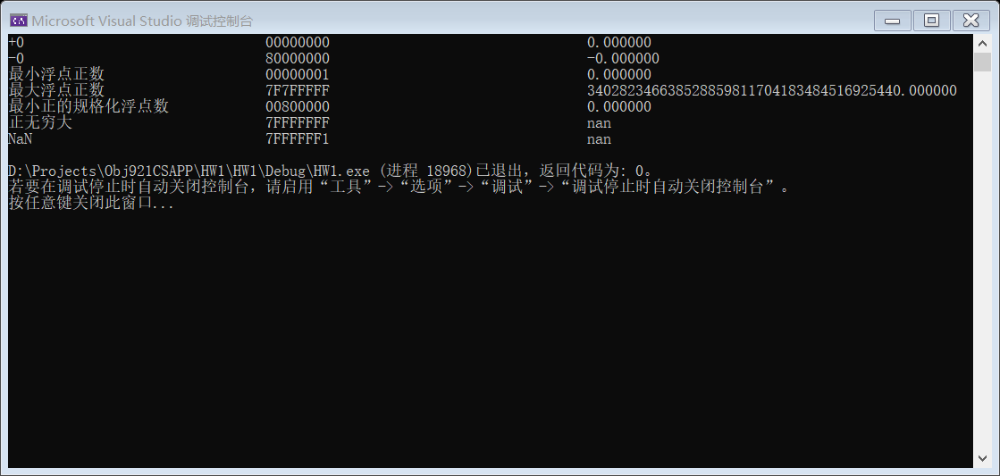 Microsoft Visual Studio 调试控制台
+0 00000000 0.000000
-0 80000000 -0.000000
最小浮点正数 00000001 0.000000
最大浮点正数 7F7FFFFF 340282346638528859811704183484516925440.000000
最小正的规格化浮点数 00800000 0.000000
正无穷大 7FFFFFFF nan
NaN 7FFFFFF1 nan
D:\Projects\Obj921CSAPP\HW1\HW1\Debug\HW1.exe (进程 18968)已退出，返回代码为: 0。
若要在调试停止时自动关闭控制台，请启用“工具”->“选项”->“调试”->“调试停止时自动关闭控制台”。
按任意键关闭此窗口...